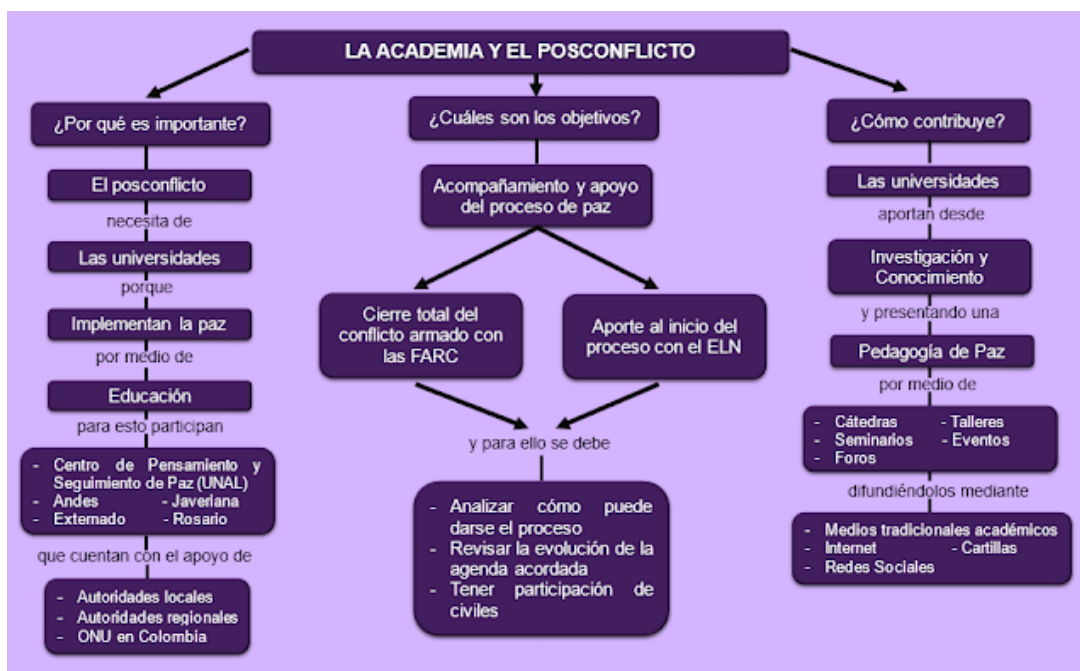 LA ACADEMIA Y EL POSCONFLICTO
¿Por qué es importante?
El posconflicto
necesita de
Las universidades
porque
Implementan la paz
por medio de
Educación
para esto participan
- Centro de Pensamiento y
Seguimiento de Paz (UNAL)
- Andes - Javeriana
- Externado - Rosario
que cuentan con el apoyo de
- Autoridades locales
- Autoridades regionales
- ONU en Colombia
¿Cuáles son los objetivos?
Acompañamiento y apoyo
del proceso de paz
Cierre total del
conflicto armado con
las FARC
Aporte al inicio del
proceso con el ELN
y para ello se debe
- Analizar cómo puede
darse el proceso
- Revisar la evolución de la
agenda acordada
- Tener participación de
civiles
¿Cómo contribuye?
Las universidades
aportan desde
Investigación y
Conocimiento
y presentando una
Pedagogía de Paz
por medio de
- Cátedras - Talleres
- Seminarios - Eventos
- Foros
difundiéndolos mediante
- Medios tradicionales académicos
- Internet - Cartillas
- Redes Sociales